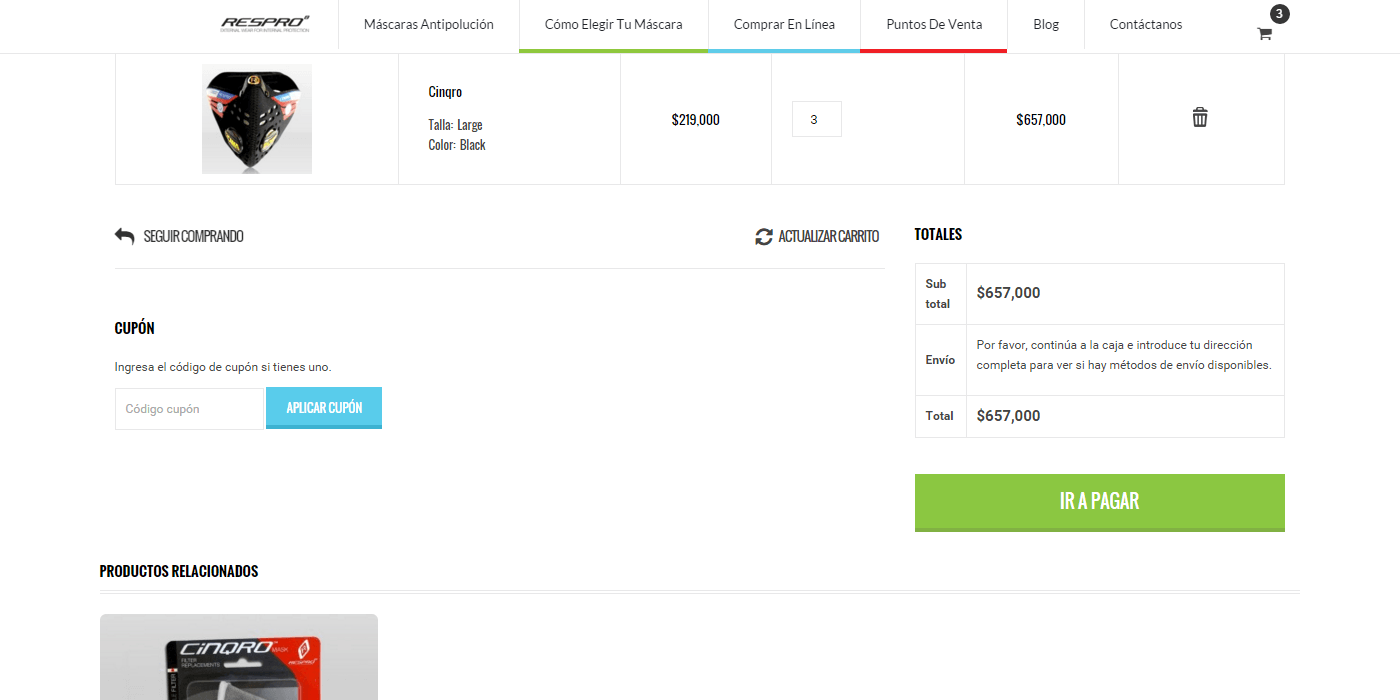 RESPRO®
EXTERNAL WEAR FOR INTERNAL PROTECTION
Máscaras Antipolución
Cómo Elegir Tu Máscara
Comprar En Línea
Puntos De Venta
Blog
Contáctanos
3
Cinqro
Talla: Large
Color: Black
$219,000
3
$657,000
SEGUIR COMPRANDO
ACTUALIZAR CARRITO
CUPÓN
Ingresa el código de cupón si tienes uno.
Código cupón
APLICAR CUPÓN
TOTALES
Sub
total
$657,000
Envío
Por favor, continúa a la caja e introduce tu dirección
completa para ver si hay métodos de envío disponibles.
Total
$657,000
IR A PAGAR
PRODUCTOS RELACIONADOS
CINQRO™ MASK
FILTER
REPLACEMENTS
RESPRO
FILTER